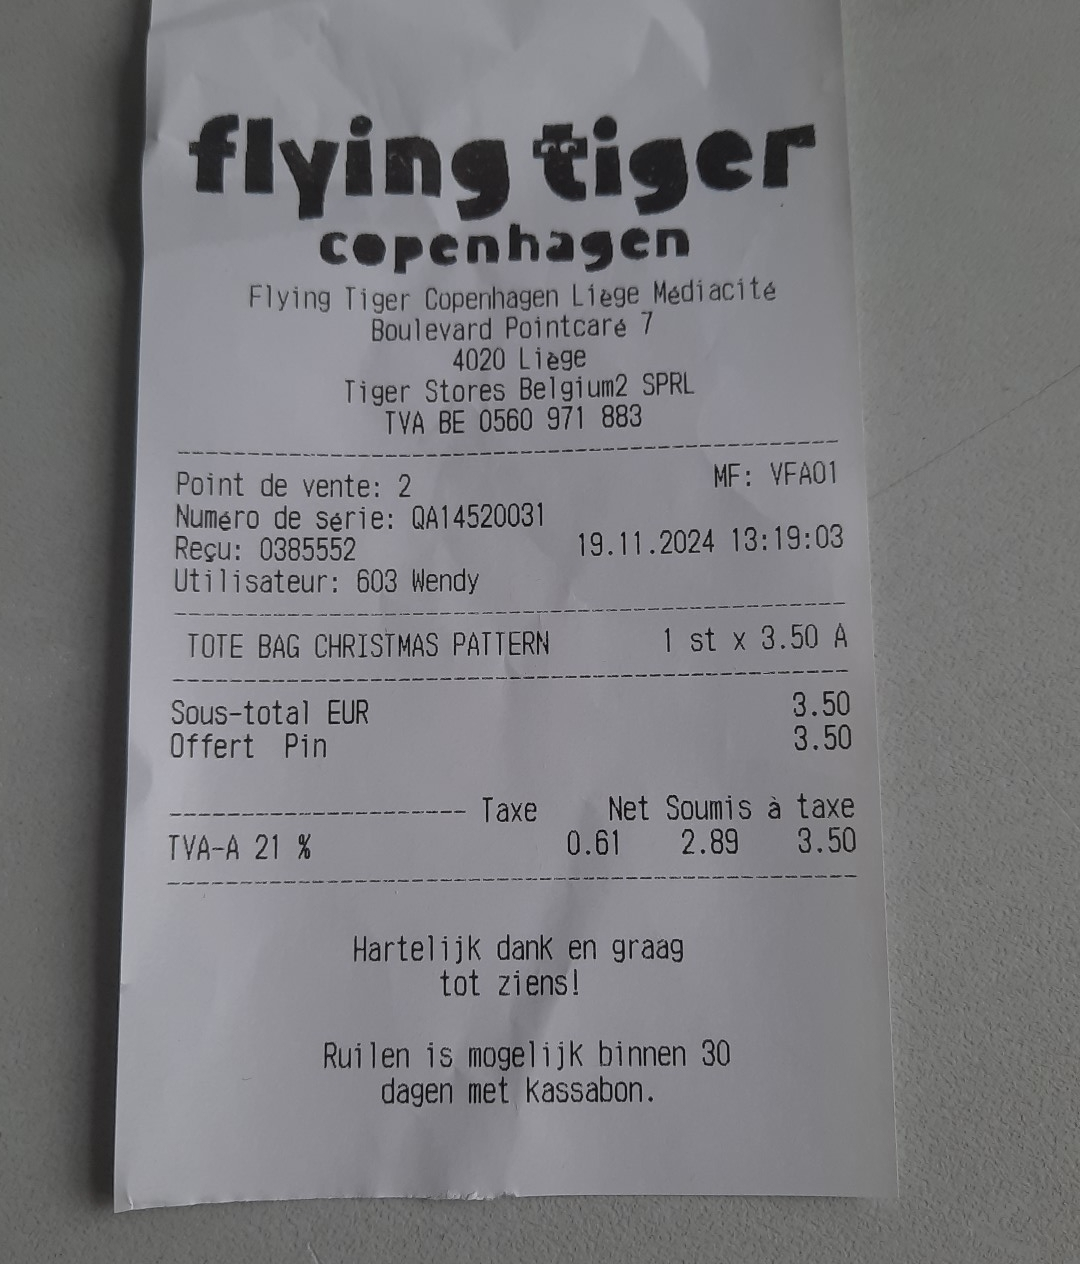 flying tiger
copenhagen
Flying Tiger Copenhagen Liège Médiacité
Boulevard Pointcaré 7
4020 Liège
Tiger Stores Belgium2 SPRL
TVA BE 0560 971 883
Point de vente: 2 MF: VFA01
Numéro de série: QA14520031
Reçu: 0385552 19.11.2024 13:19:03
Utilisateur: 603 Wendy
TOTE BAG CHRISTMAS PATTERN 1 st x 3.50 A
Sous-total EUR 3.50
Offert Pin 3.50
Taxe Net Soumis à taxe
TVA-A 21 % 0.61 2.89 3.50
Hartelijk dank en graag
tot ziens!
Ruilen is mogelijk binnen 30
dagen met kassabon.